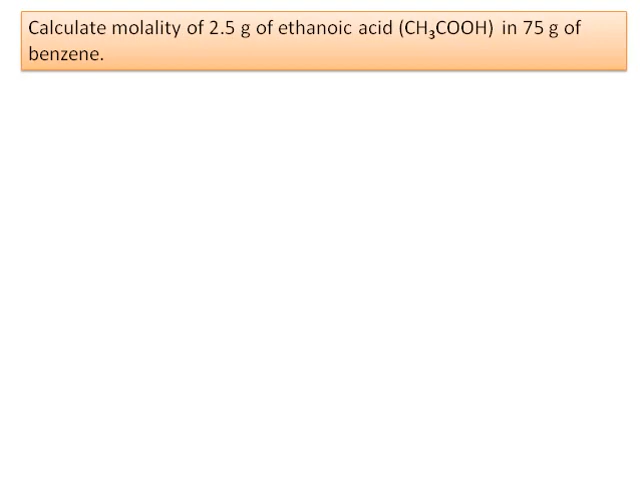 Calculate molality of 2.5 g of ethanoic acid (CH₃COOH) in 75 g of
benzene.